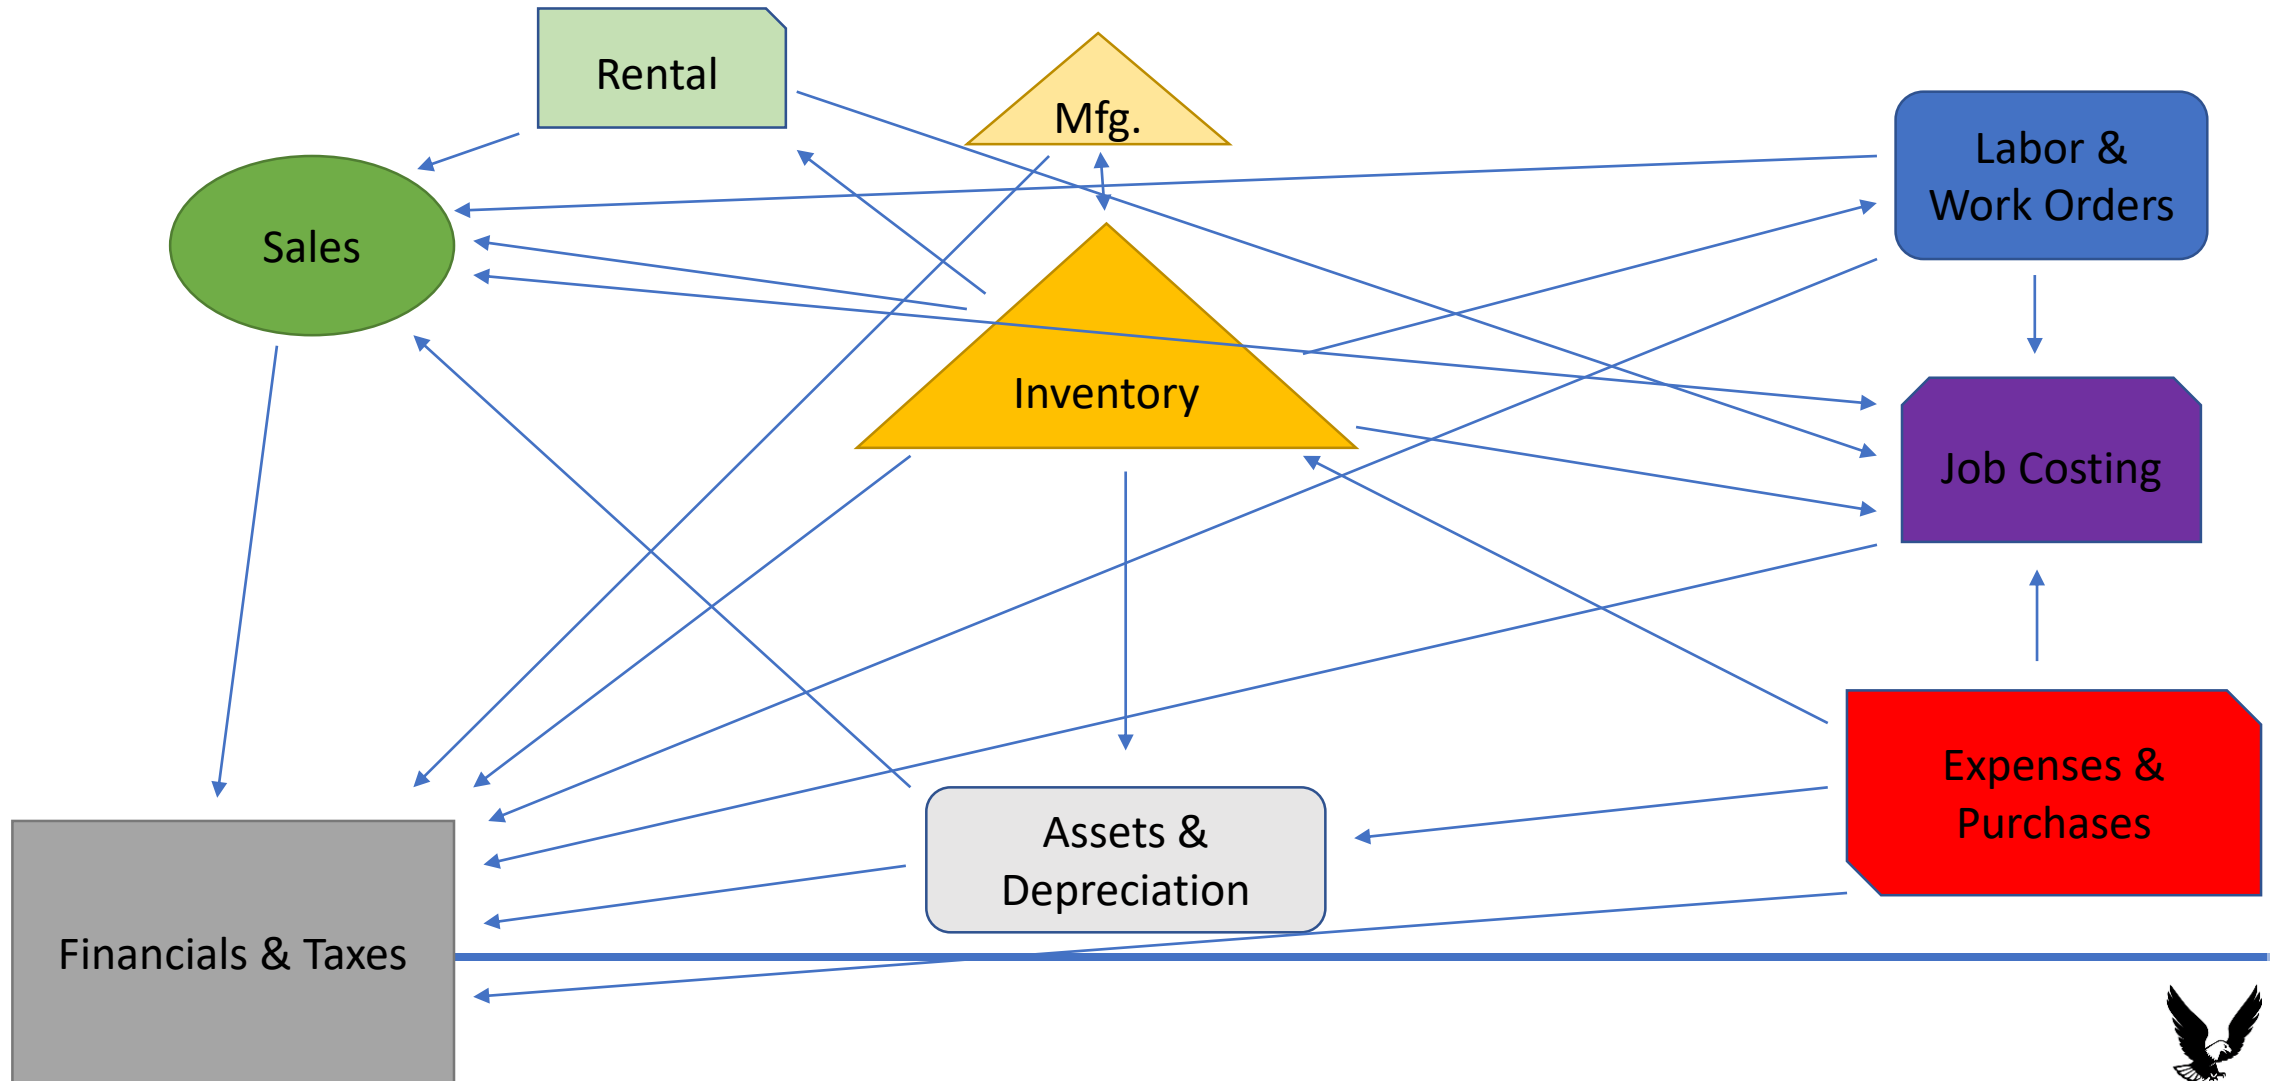 Rental
Mfg.
Labor &
Work Orders
Sales
Inventory
Job Costing
Expenses &
Purchases
Assets &
Depreciation
Financials & Taxes